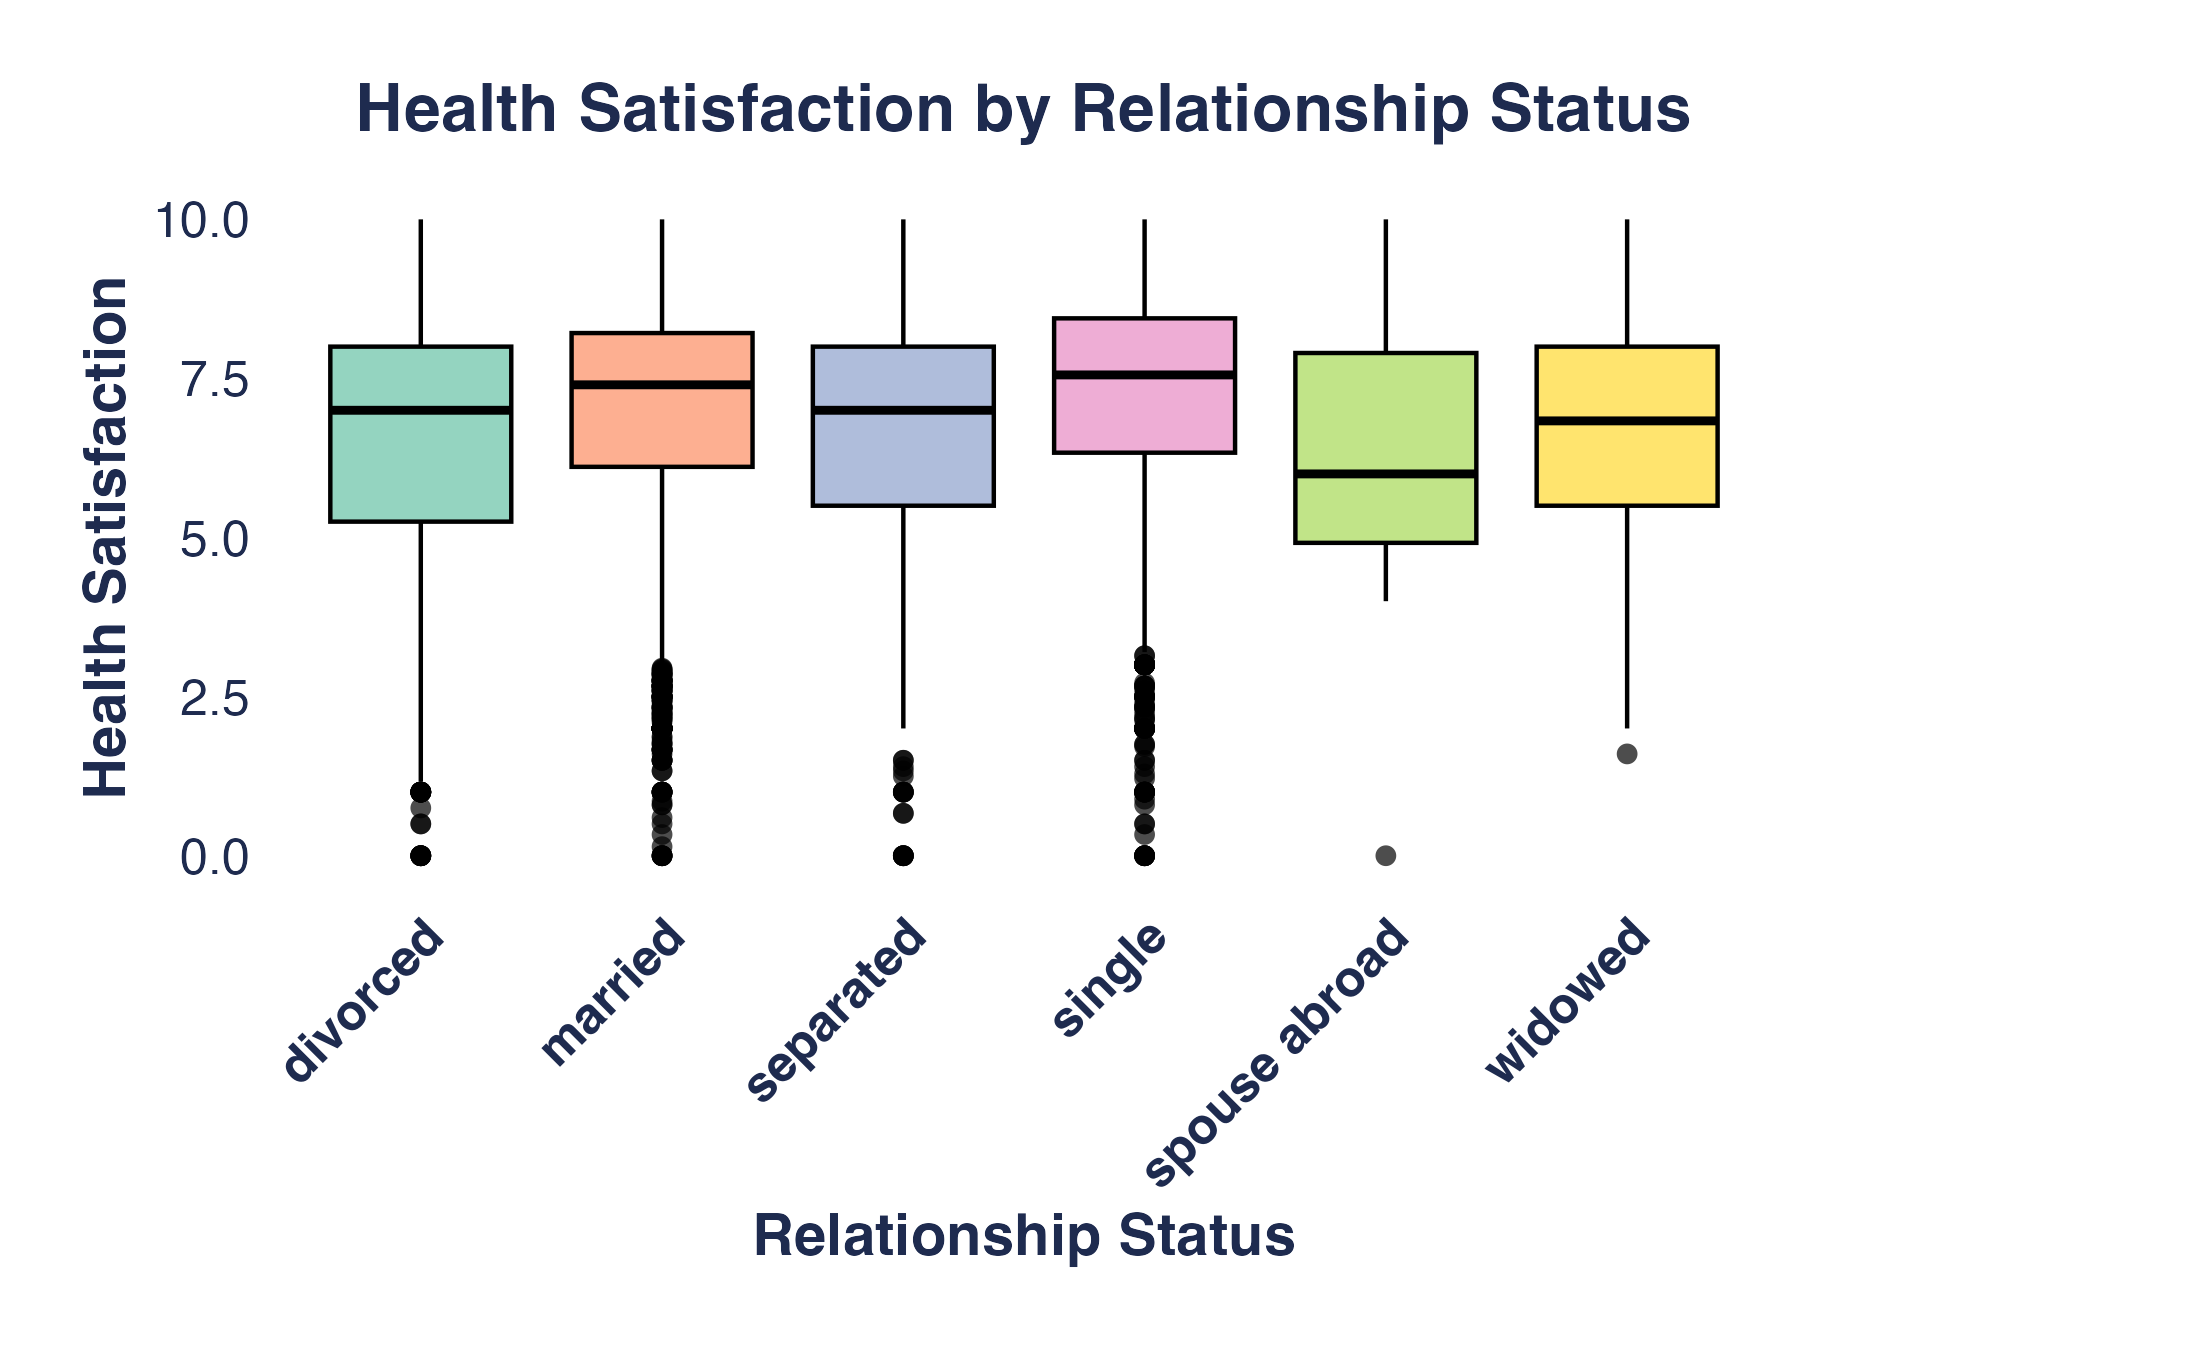 Health Satisfaction by Relationship Status
Health Satisfaction
10.0
7.5
5.0
2.5
0.0
divorced
married
separated
single
spouse abroad
widowed
Relationship Status